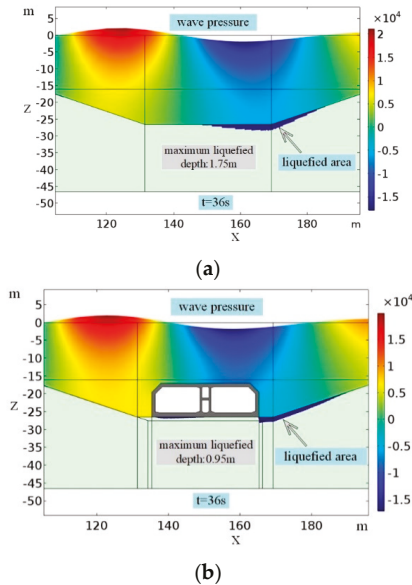 m
wave pressure
×10⁴
5
0
-5
-10
-15
-20
-25
-30
-35
-40
-45
-50
Z
maximum liquefied
depth:1.75m
liquefied area
t=36s
2
1.5
1
0.5
0
-0.5
-1
-1.5
120
140
160
180
m
X
(a)
m
wave pressure
×10⁴
5
0
-5
-10
-15
-20
-25
-30
-35
-40
-45
-50
Z
maximum liquefied
depth:0.95m
liquefied area
t=36s
2
1.5
1
0.5
0
-0.5
-1
-1.5
120
140
160
180
m
X
(b)